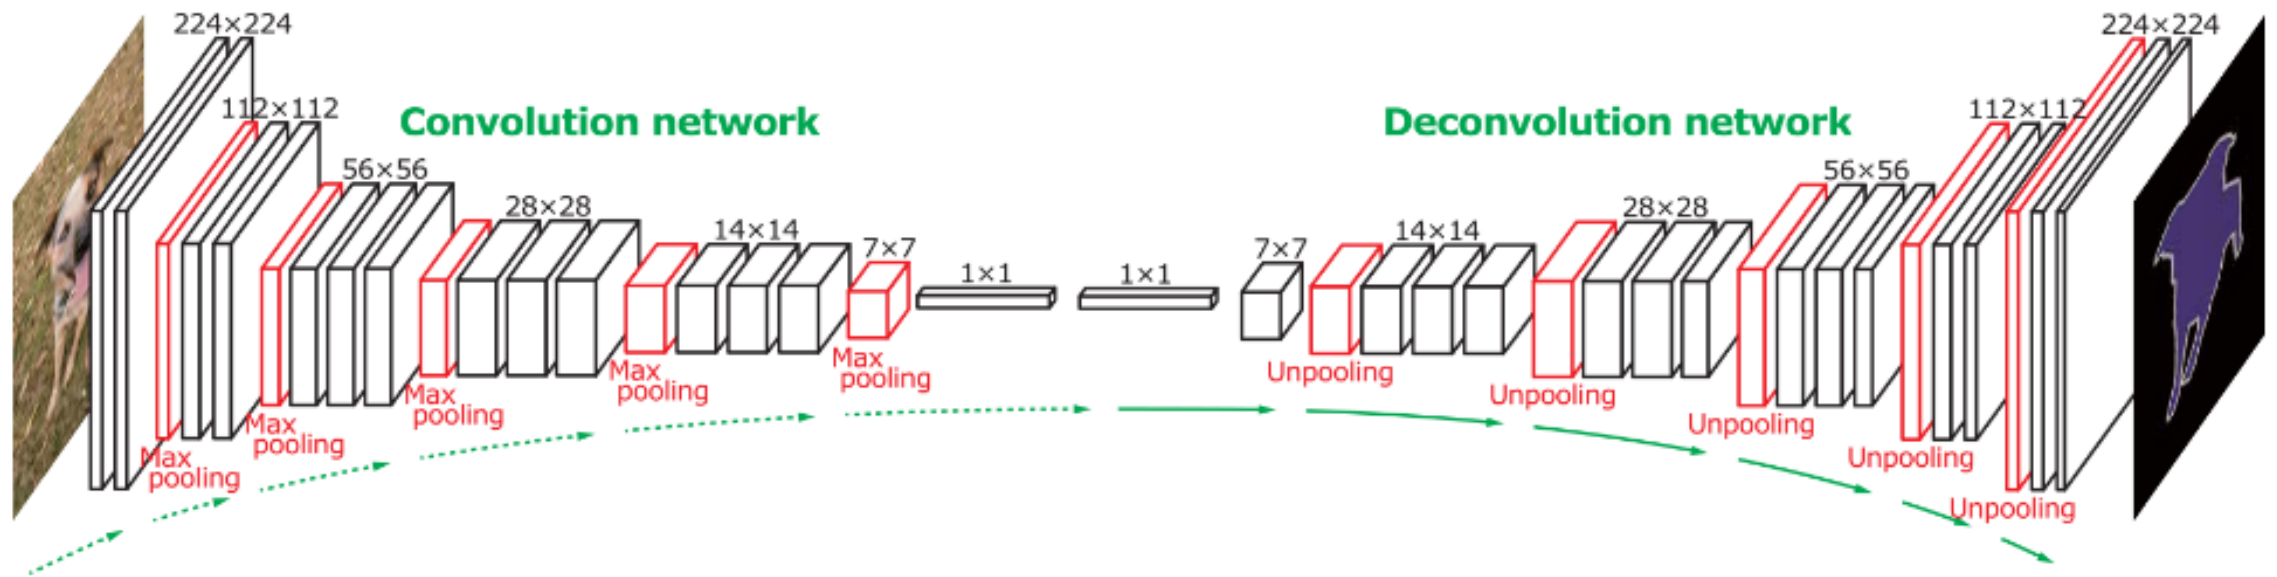 224×224
112×112
Convolution network
56×56
28×28
14×14
7×7
1×1
1×1
Deconvolution network
7×7
14×14
28×28
56×56
112×112
224×224
Max
pooling
Max
pooling
Max
pooling
Max
pooling
Max
pooling
Unpooling
Unpooling
Unpooling
Unpooling
Unpooling